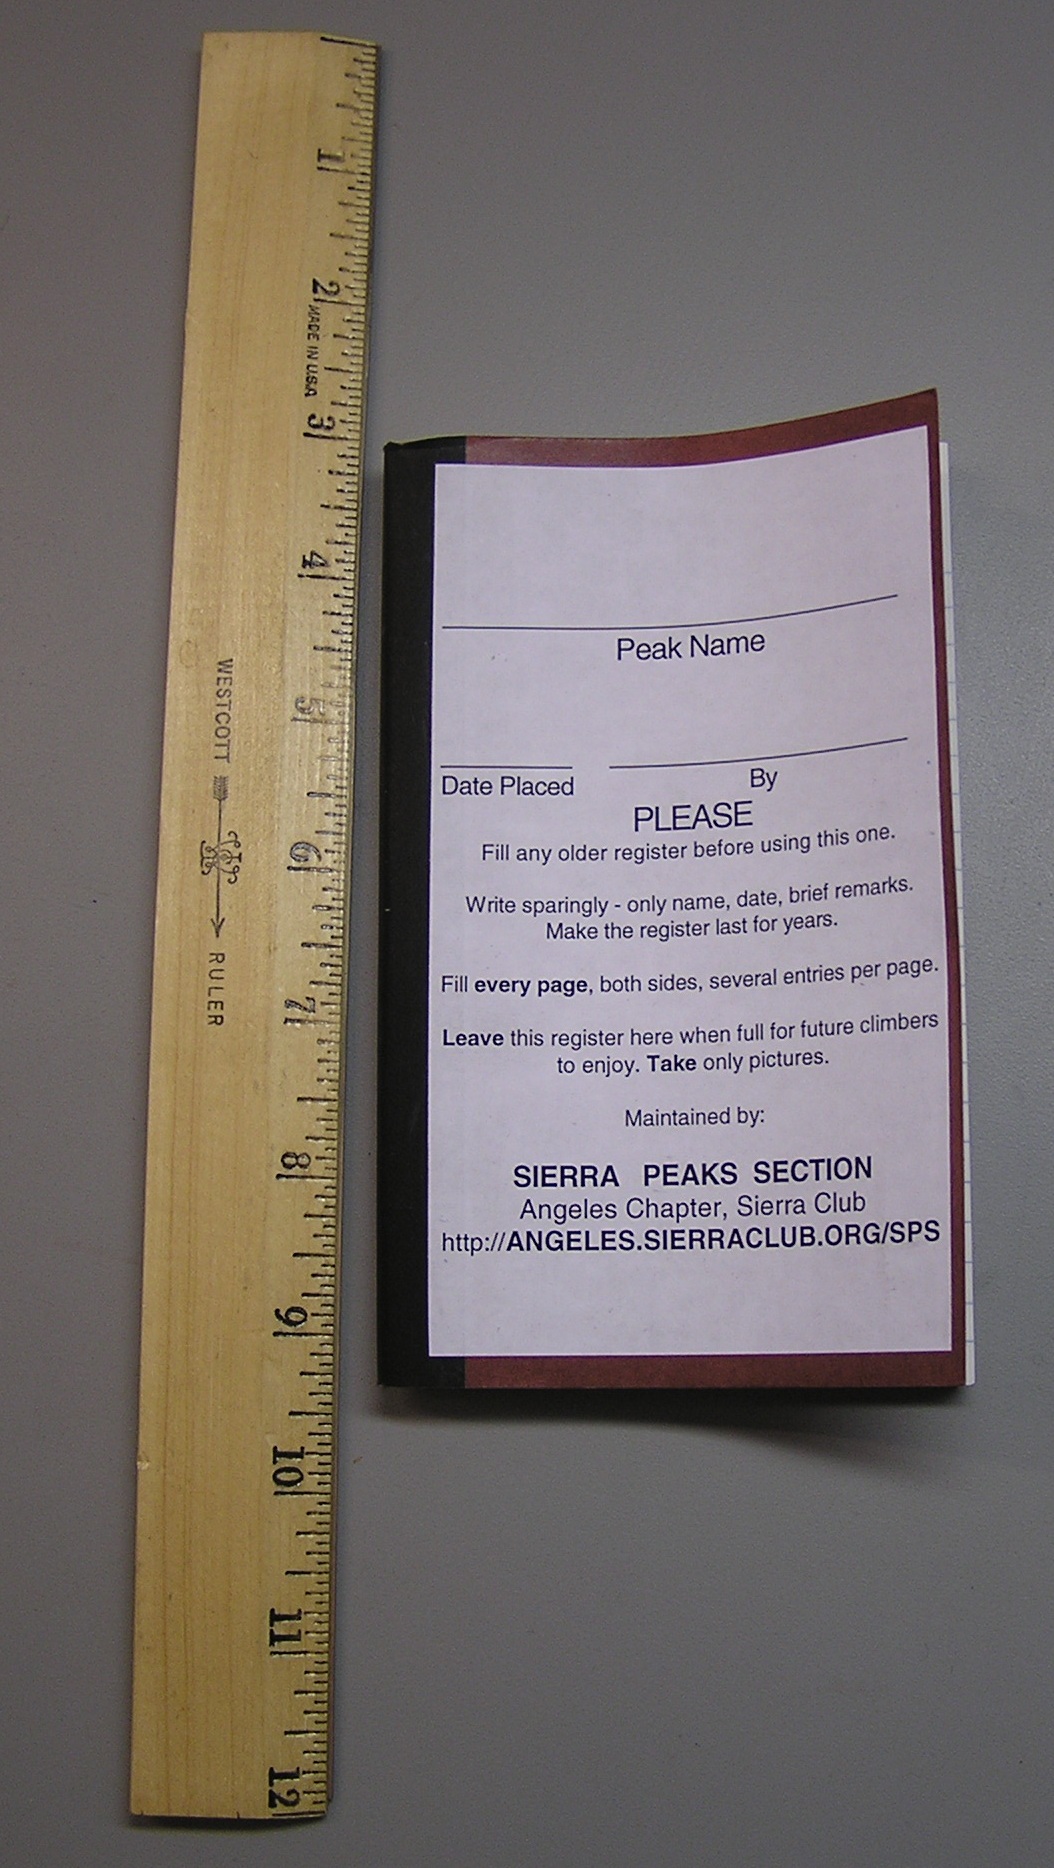 1
2
MADE IN U.S.A.
3
4
5
6
7
8
9
10
11
12
WESTCOTT
RULER
Peak Name
Date Placed By
PLEASE
Fill any older register before using this one.
Write sparingly - only name, date, brief remarks.
Make the register last for years.
Fill every page, both sides, several entries per page.
Leave this register here when full for future climbers
to enjoy. Take only pictures.
Maintained by:
SIERRA PEAKS SECTION
Angeles Chapter, Sierra Club
http://ANGELES.SIERRACLUB.ORG/SPS